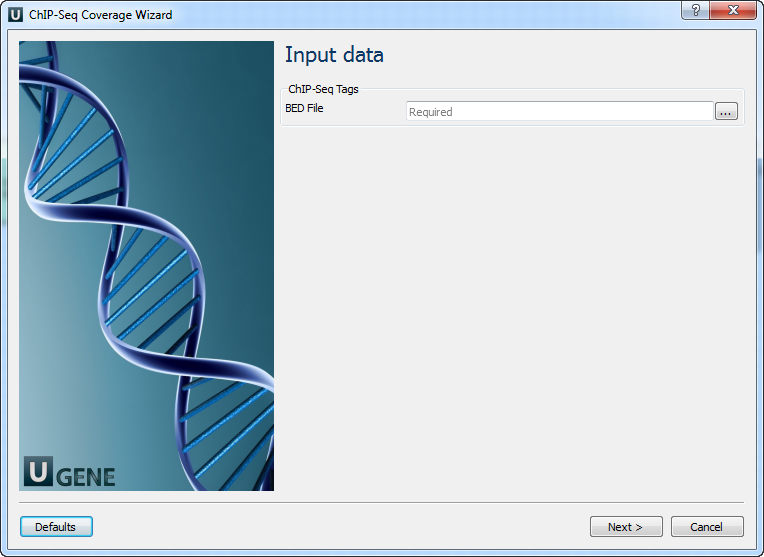 U ChIP-Seq Coverage Wizard
?
Input data
ChIP-Seq Tags
BED File Required ...
U GENE
Defaults Next > Cancel